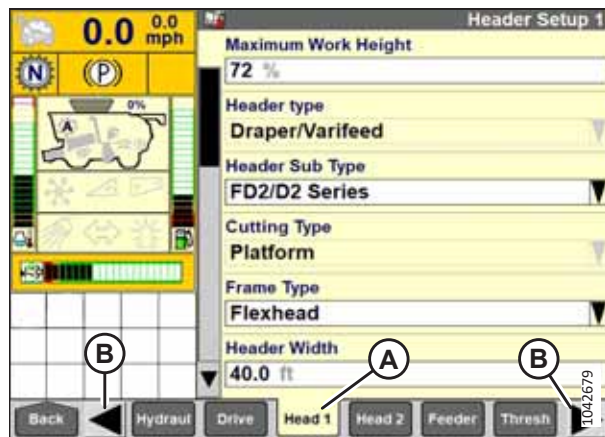 0.0 0.0 mph
Header Setup 1
N (P)
Maximum Work Height
72 %
0%
A
Header type
Draper/Varifeed
Header Sub Type
FD2/D2 Series
Cutting Type
Platform
Frame Type
Flexhead
Header Width
40.0 ft
B
A
B
1042679
Back
Hydraul
Drive
Head 1
Head 2
Feeder
Thresh